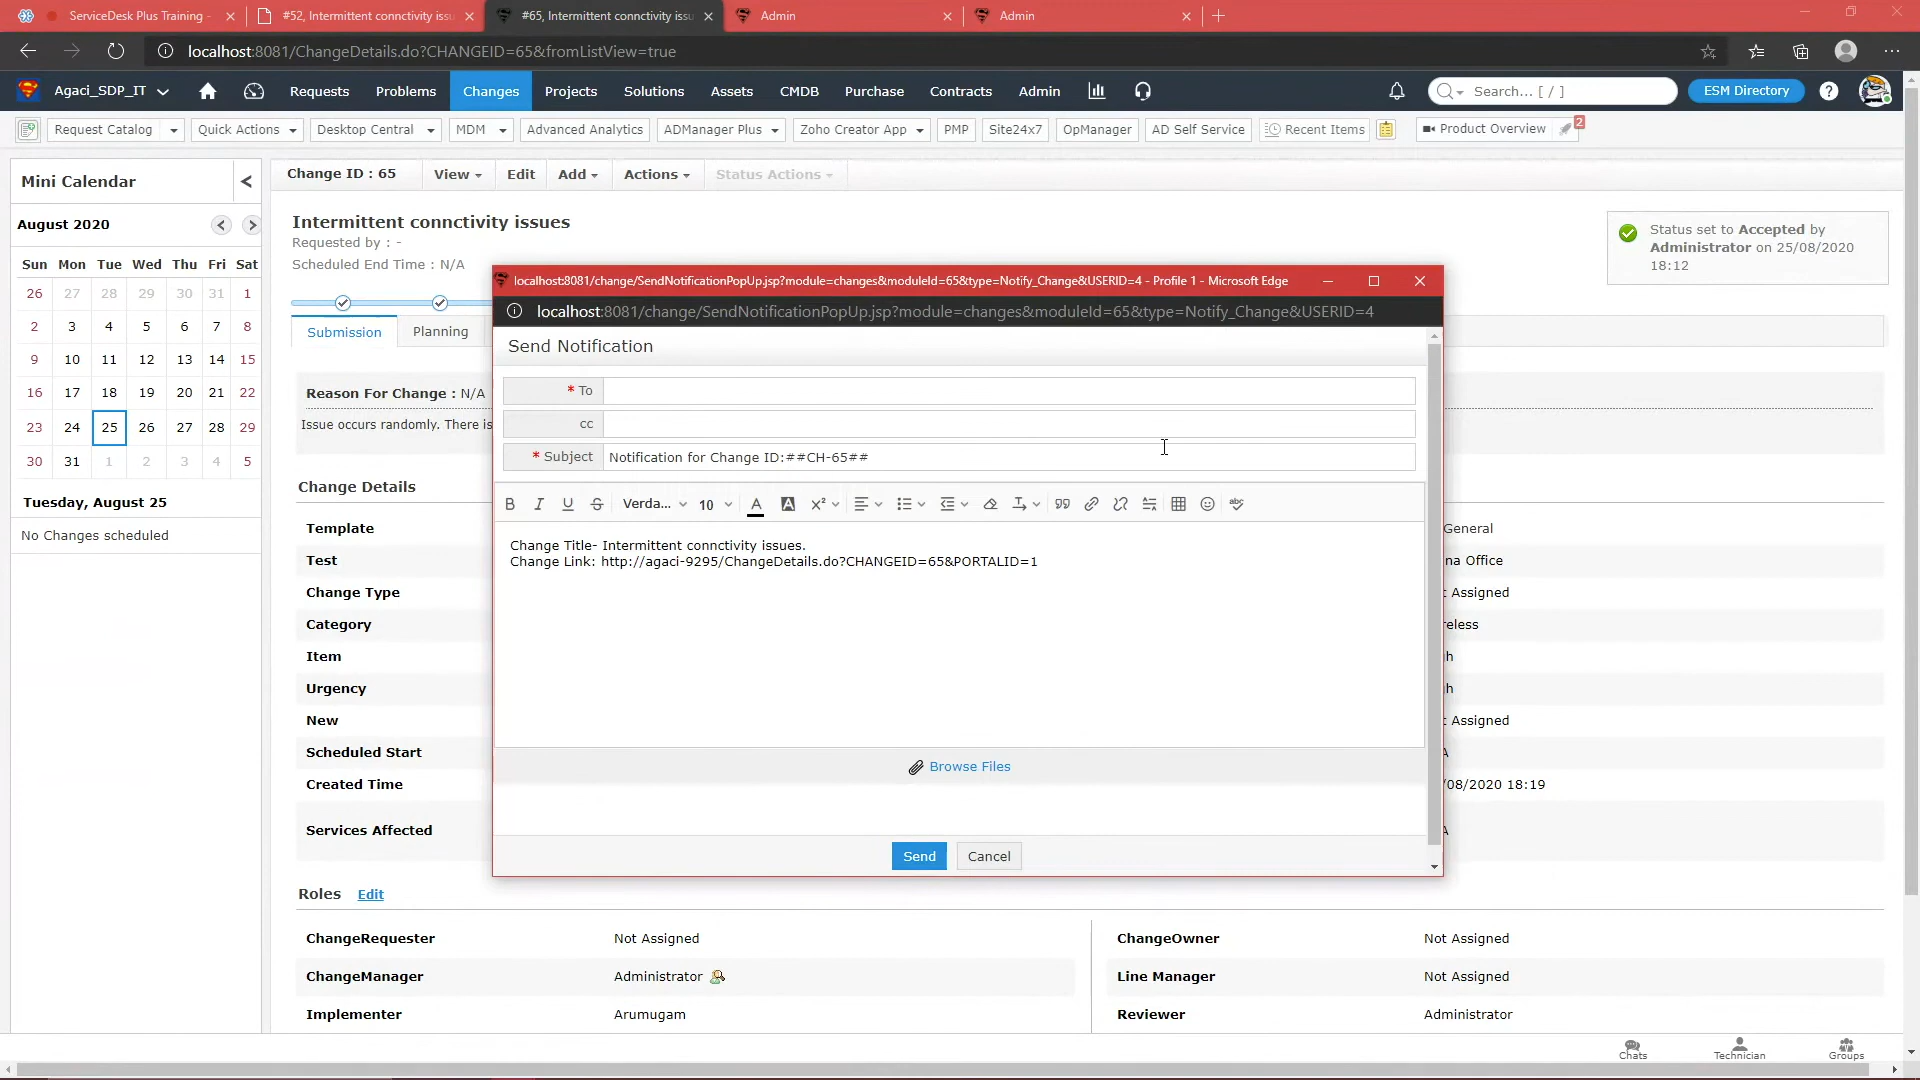 ServiceDesk Plus Training -
#52, Intermittent connctivity issu
#65, Intermittent connctivity issu
Admin
Admin
localhost:8081/ChangeDetails.do?CHANGEID=65&fromListView=true
Agaci_SDP_IT
Requests
Problems
Changes
Projects
Solutions
Assets
CMDB
Purchase
Contracts
Admin
Search... [ / ]
ESM Directory
Request Catalog
Quick Actions
Desktop Central
MDM
Advanced Analytics
ADManager Plus
Zoho Creator App
PMP
Site24x7
OpManager
AD Self Service
Recent Items
Product Overview
2
Mini Calendar
August 2020
Sun Mon Tue Wed Thu Fri Sat
26 27 28 29 30 31 1
2 3 4 5 6 7 8
9 10 11 12 13 14 15
16 17 18 19 20 21 22
23 24 25 26 27 28 29
30 31 1 2 3 4 5
Tuesday, August 25
No Changes scheduled
Change ID : 65
View
Edit
Add
Actions
Status Actions
Intermittent connctivity issues
Requested by : -
Scheduled End Time : N/A
Status set to Accepted by
Administrator on 25/08/2020
18:12
Submission
Planning
Reason For Change : N/A
Issue occurs randomly. There is
Change Details
Template
General
Test
na Office
Change Type
t Assigned
Category
reless
Item
h
Urgency
h
New
t Assigned
Scheduled Start
A
Created Time
/08/2020 18:19
Services Affected
A
localhost:8081/change/SendNotificationPopUp.jsp?module=changes&moduleId=65&type=Notify_Change&USERID=4 - Profile 1 - Microsoft Edge
localhost:8081/change/SendNotificationPopUp.jsp?module=changes&moduleId=65&type=Notify_Change&USERID=4
Send Notification
* To
cc
* Subject
Notification for Change ID:##CH-65##
B I U S Verda... 10 A A X²
abc
Change Title- Intermittent connctivity issues.
Change Link: http://agaci-9295/ChangeDetails.do?CHANGEID=65&PORTALID=1
Browse Files
Send
Cancel
Roles Edit
ChangeRequester
Not Assigned
ChangeOwner
Not Assigned
ChangeManager
Administrator
Line Manager
Not Assigned
Implementer
Arumugam
Reviewer
Administrator
Chats
Technician
Groups